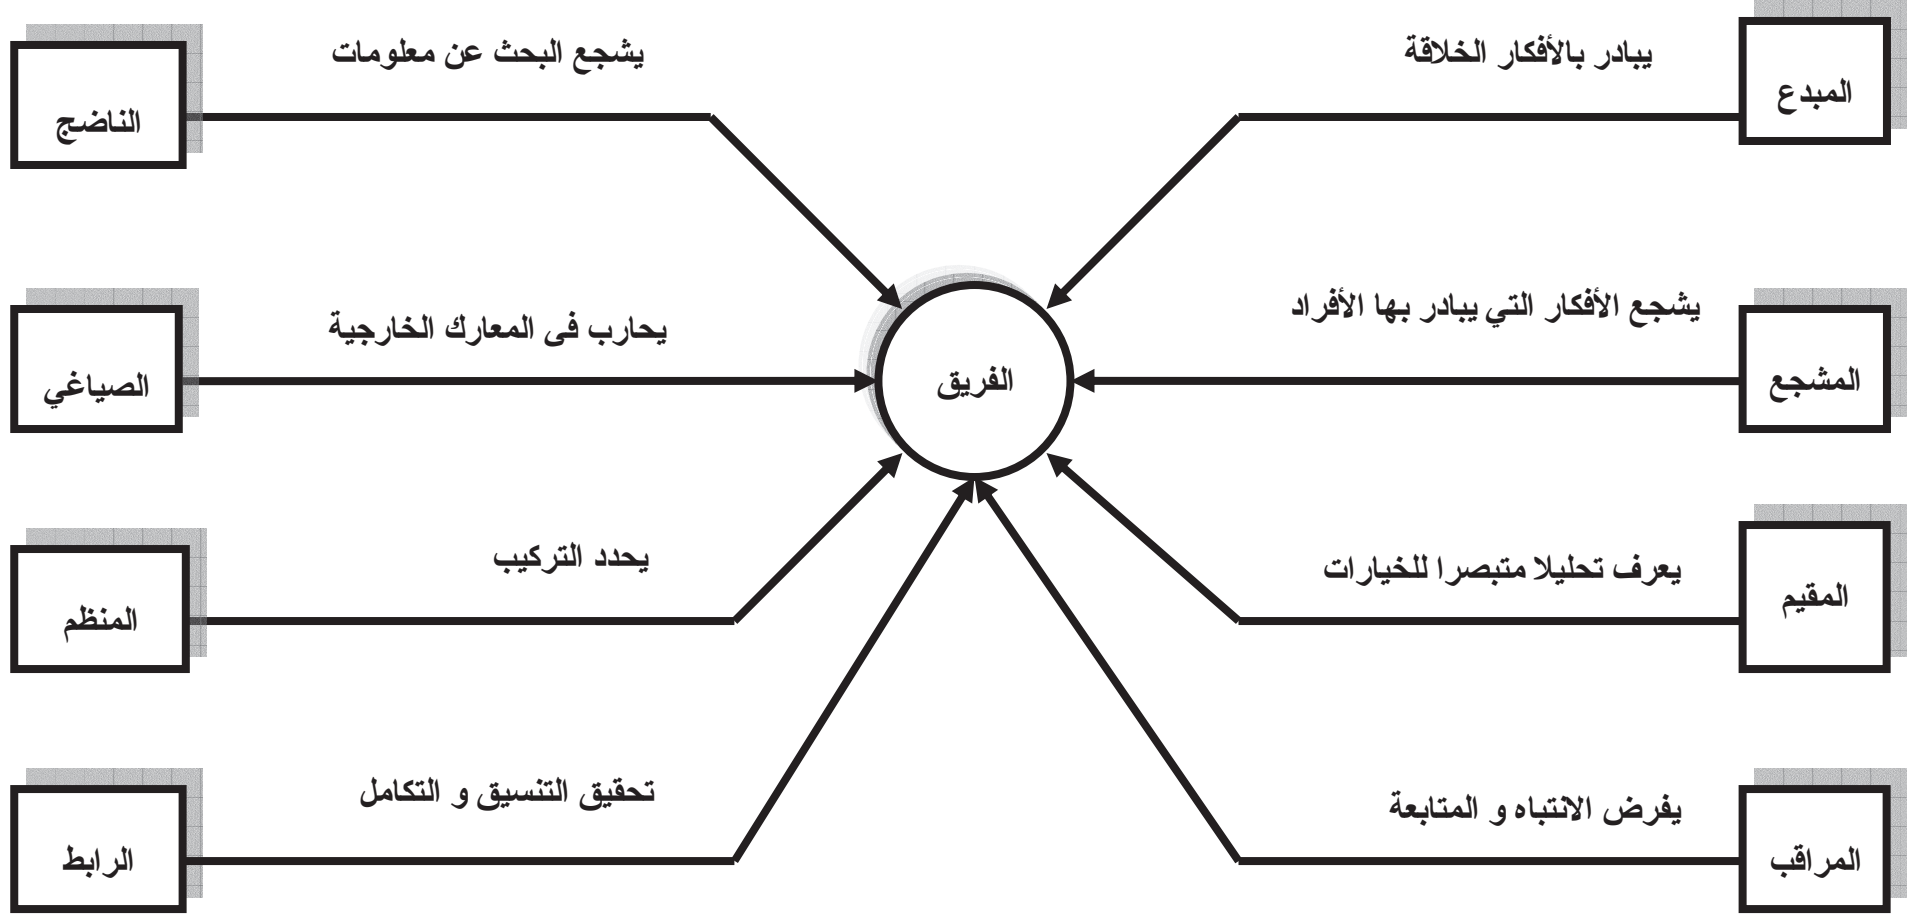 يبادر بالأفكار الخلاقة
المبدع
يشجع البحث عن معلومات
الناضج
يشجع الأفكار التي يبادر بها الأفراد
المشجع
يحارب فى المعارك الخارجية
الصياغي
الفريق
يعرف تحليلا متبصرا للخيارات
المقيم
يحدد التركيب
المنظم
يفرض الانتباه و المتابعة
المراقب
تحقيق التنسيق و التكامل
الرابط